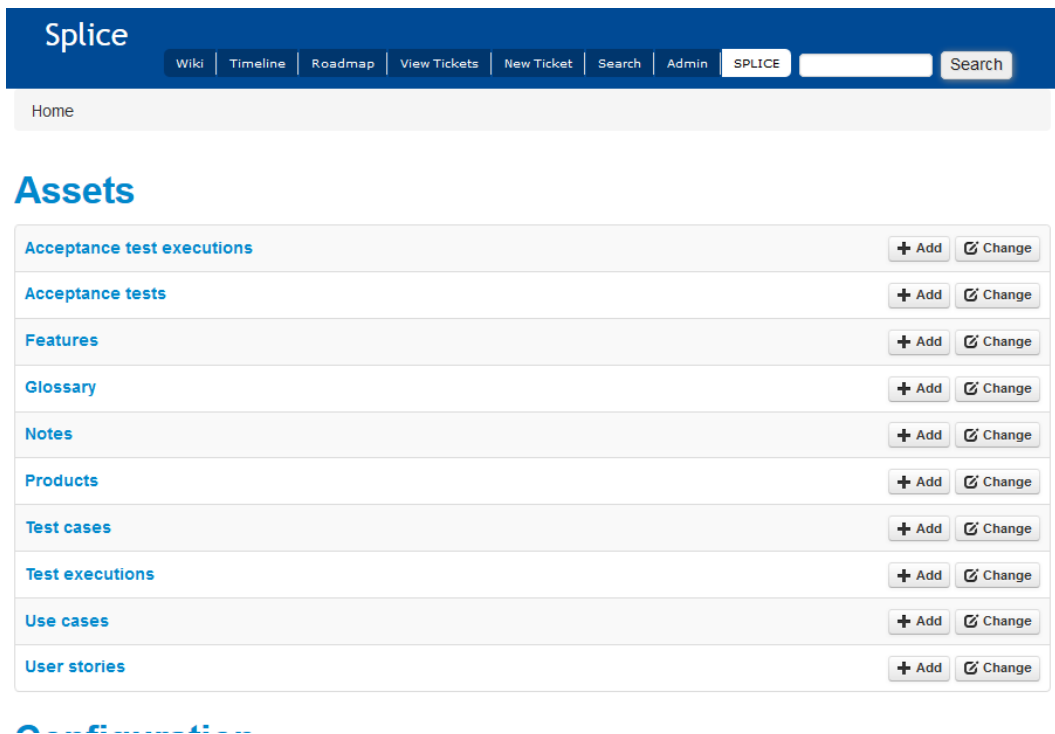 Splice
Wiki Timeline Roadmap View Tickets New Ticket Search Admin SPLICE Search
Home
Assets
Acceptance test executions Add Change
Acceptance tests Add Change
Features Add Change
Glossary Add Change
Notes Add Change
Products Add Change
Test cases Add Change
Test executions Add Change
Use cases Add Change
User stories Add Change
Configuration